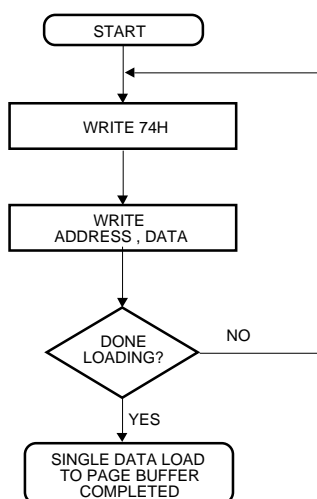 START
WRITE 74H
WRITE
ADDRESS , DATA
DONE
LOADING?
NO
YES
SINGLE DATA LOAD
TO PAGE BUFFER
COMPLETED